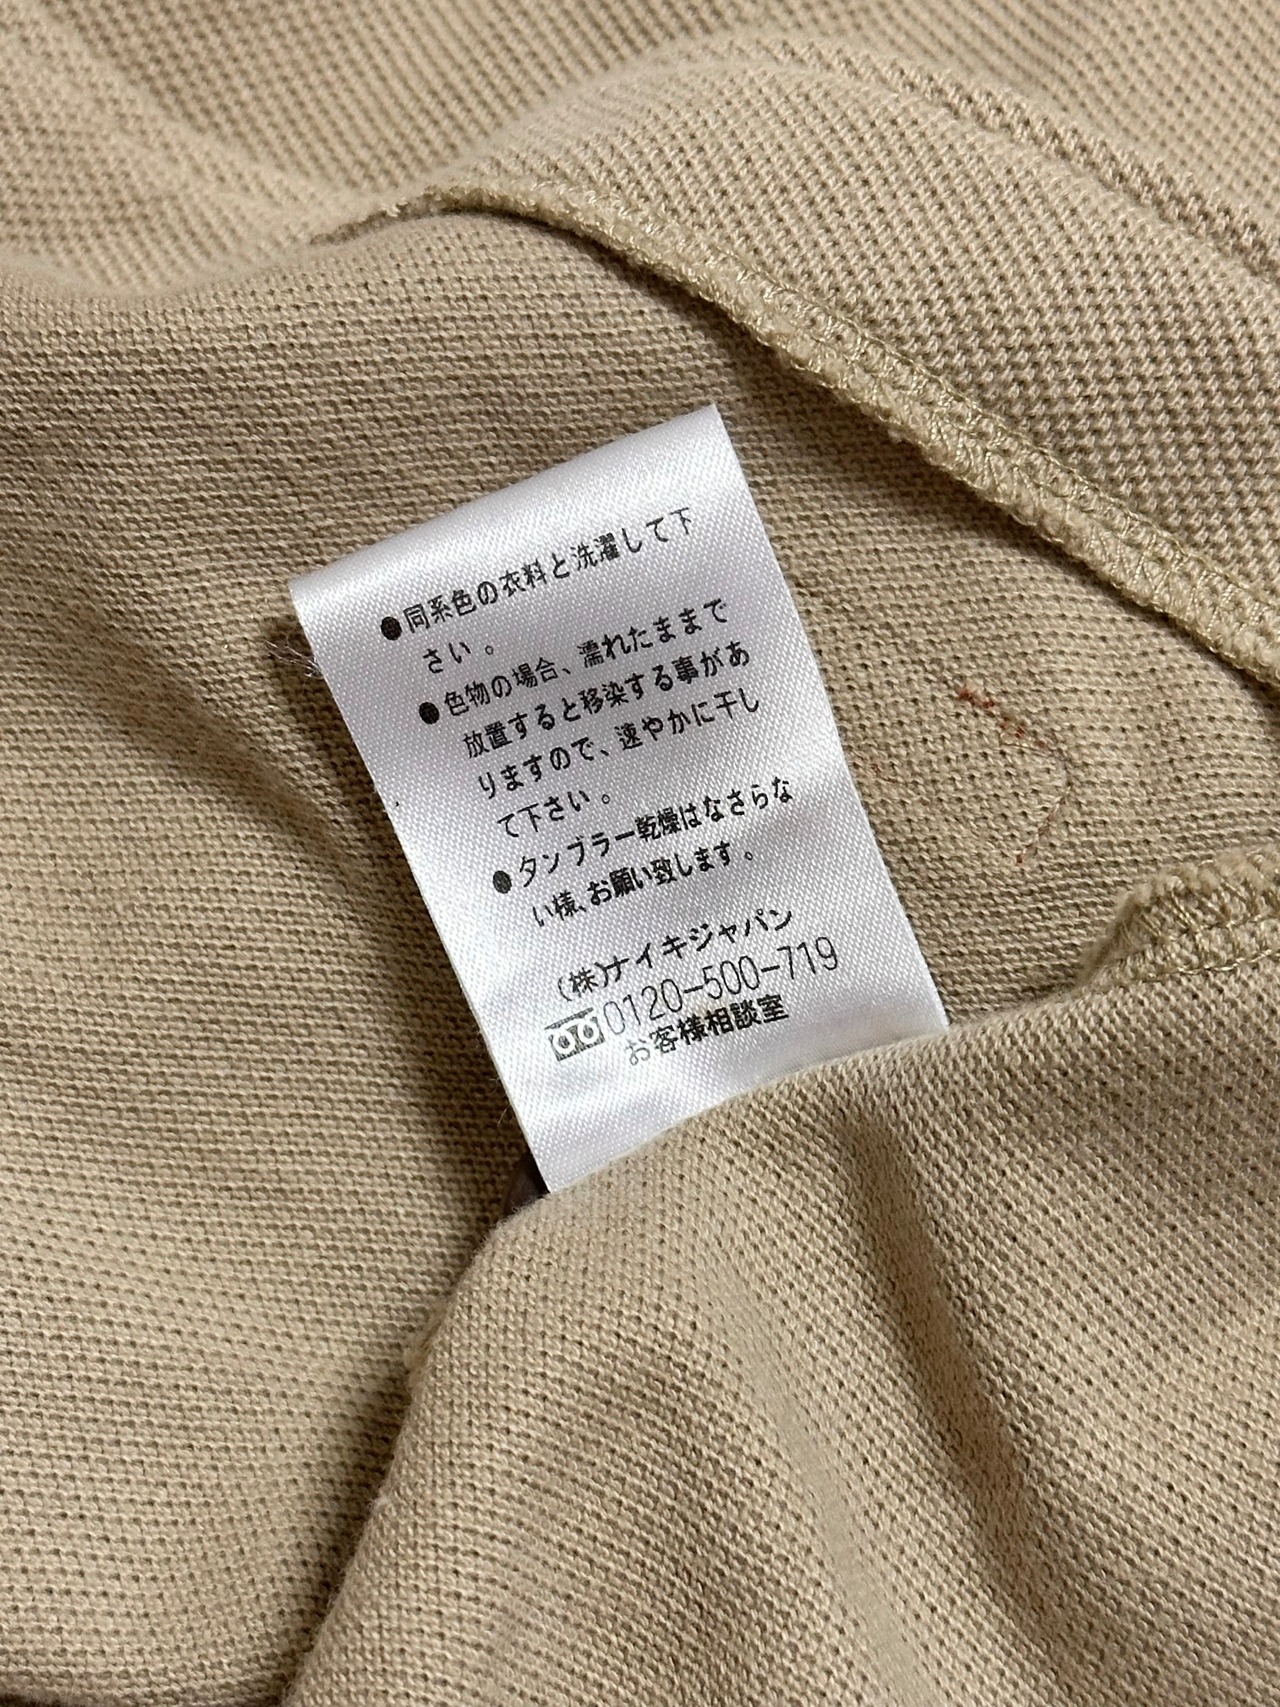 ●同系色の衣料と洗濯して下
さい。
●色物の場合、濡れたままで
放置すると移染する事があ
りますので、速やかに干し
て下さい。
●タンブラー乾燥はなさらな
い様、お願い致します。
(株)ナイキジャパン
0120-500-719
お客様相談室